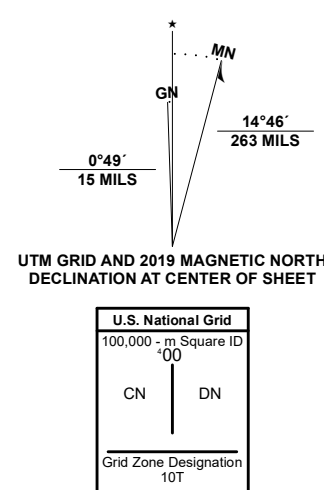 ★
MN
GN
14°46´
263 MILS
0°49´
15 MILS
UTM GRID AND 2019 MAGNETIC NORTH
DECLINATION AT CENTER OF SHEET
U.S. National Grid
100,000 - m Square ID
⁴00
CN DN
Grid Zone Designation
10T